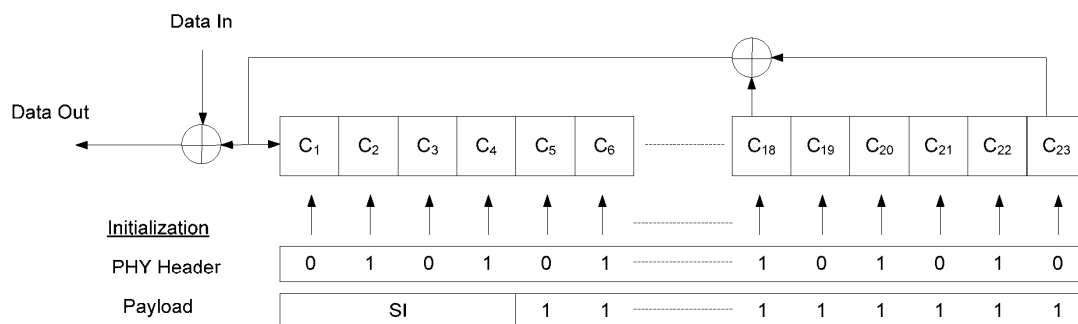 Data In
Data Out
C₁ C₂ C₃ C₄ C₅ C₆ C₁₈ C₁₉ C₂₀ C₂₁ C₂₂ C₂₃
Initialization
PHY Header 0 1 0 1 0 1 1 0 1 0 1 0
Payload SI 1 1 1 1 1 1 1 1